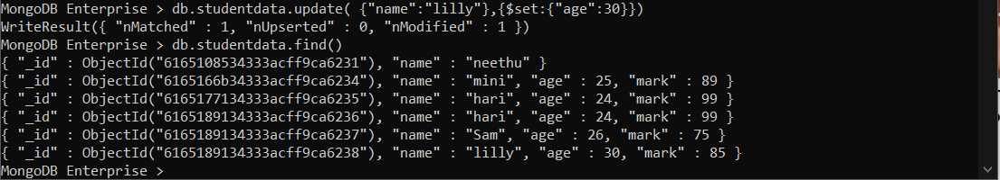 MongoDB Enterprise > db.studentdata.update( {"name":"lilly"},{$set:{"age":30}})
WriteResult({ "nMatched" : 1, "nUpserted" : 0, "nModified" : 1 })
MongoDB Enterprise > db.studentdata.find()
{ "_id" : ObjectId("6165108534333acff9ca6231"), "name" : "neethu" }
{ "_id" : ObjectId("6165166b34333acff9ca6234"), "name" : "mini", "age" : 25, "mark" : 89 }
{ "_id" : ObjectId("6165177134333acff9ca6235"), "name" : "hari", "age" : 24, "mark" : 99 }
{ "_id" : ObjectId("6165189134333acff9ca6236"), "name" : "hari", "age" : 24, "mark" : 99 }
{ "_id" : ObjectId("6165189134333acff9ca6237"), "name" : "Sam", "age" : 26, "mark" : 75 }
{ "_id" : ObjectId("6165189134333acff9ca6238"), "name" : "lilly", "age" : 30, "mark" : 85 }
MongoDB Enterprise >